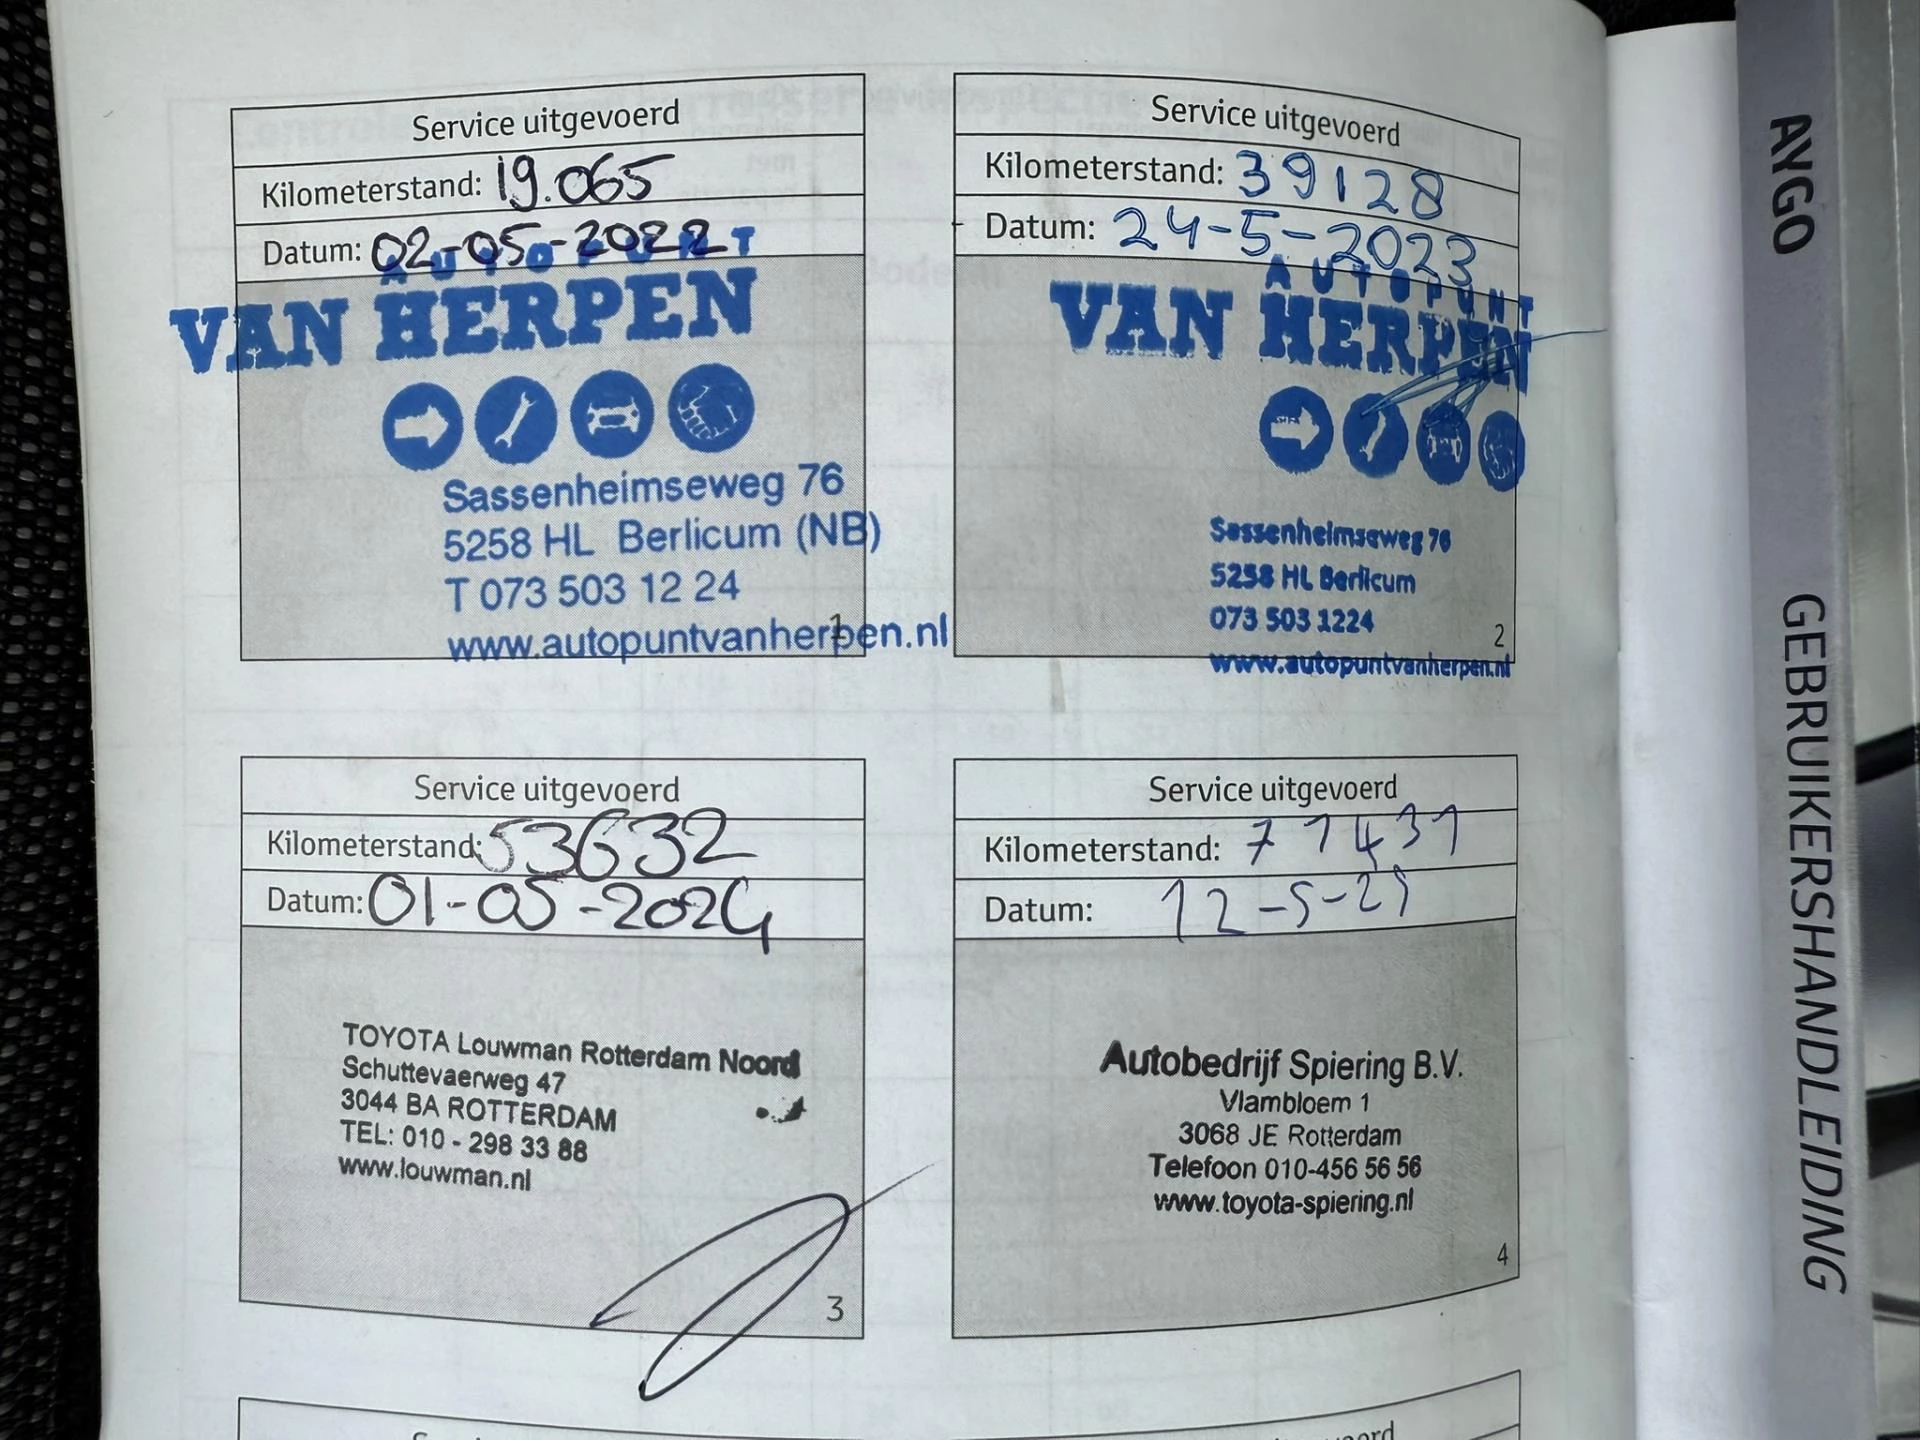 Service uitgevoerd
Kilometerstand: 19.065
Datum: 02-05-2022
AUTOPUNT
VAN HERPEN
Sassenheimseweg 76
5258 HL Berlicum (NB)
T 073 503 12 24
www.autopuntvanherpen.nl
1
Service uitgevoerd
Kilometerstand: 39128
Datum: 24-5-2023
AUTOPUNT
VAN HERPEN
Sassenheimseweg 76
5258 HL Berlicum
073 503 1224
www.autopuntvanherpen.nl
2
Service uitgevoerd
Kilometerstand: 53632
Datum: 01-05-2024
TOYOTA Louwman Rotterdam Noord
Schuttevaerweg 47
3044 BA ROTTERDAM
TEL: 010 - 298 33 88
www.louwman.nl
3
Service uitgevoerd
Kilometerstand: 71431
Datum: 12-5-25
Autobedrijf Spiering B.V.
Vlambloem 1
3068 JE Rotterdam
Telefoon 010-456 56 56
www.toyota-spiering.nl
4
AYGO
GEBRUIKERSHANDLEIDING